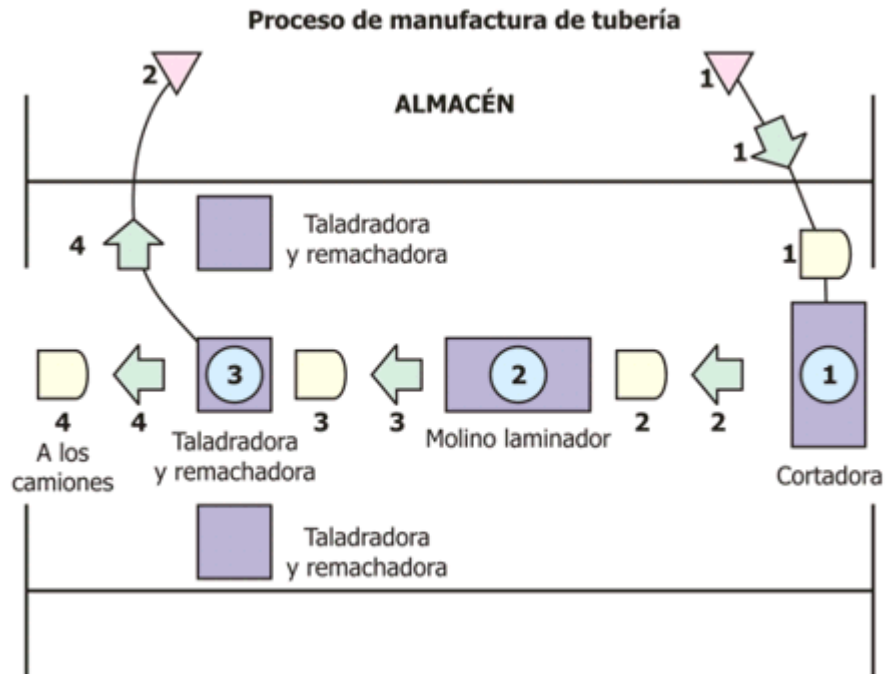 Proceso de manufactura de tubería
2
1
ALMACÉN
1
4
Taladradora
y remachadora
1
3
2
1
4
4
3
3
2
2
A los
camiones
Taladradora
y remachadora
Molino laminador
Cortadora
Taladradora
y remachadora